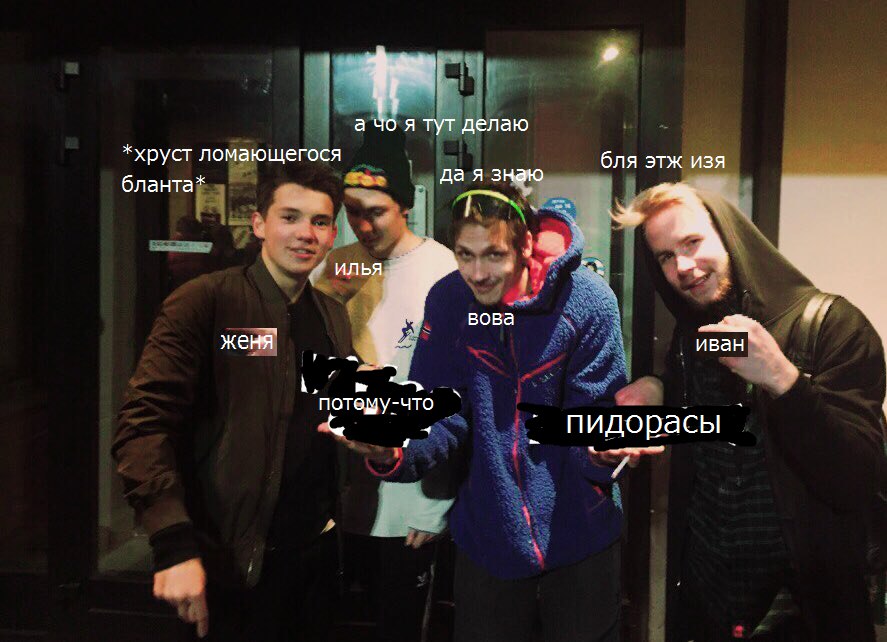 а чо я тут делаю
*хруст ломающегося
бланта*
да я знаю
бля этж изя
илья
вова
женя
иван
потому-что
пидорасы